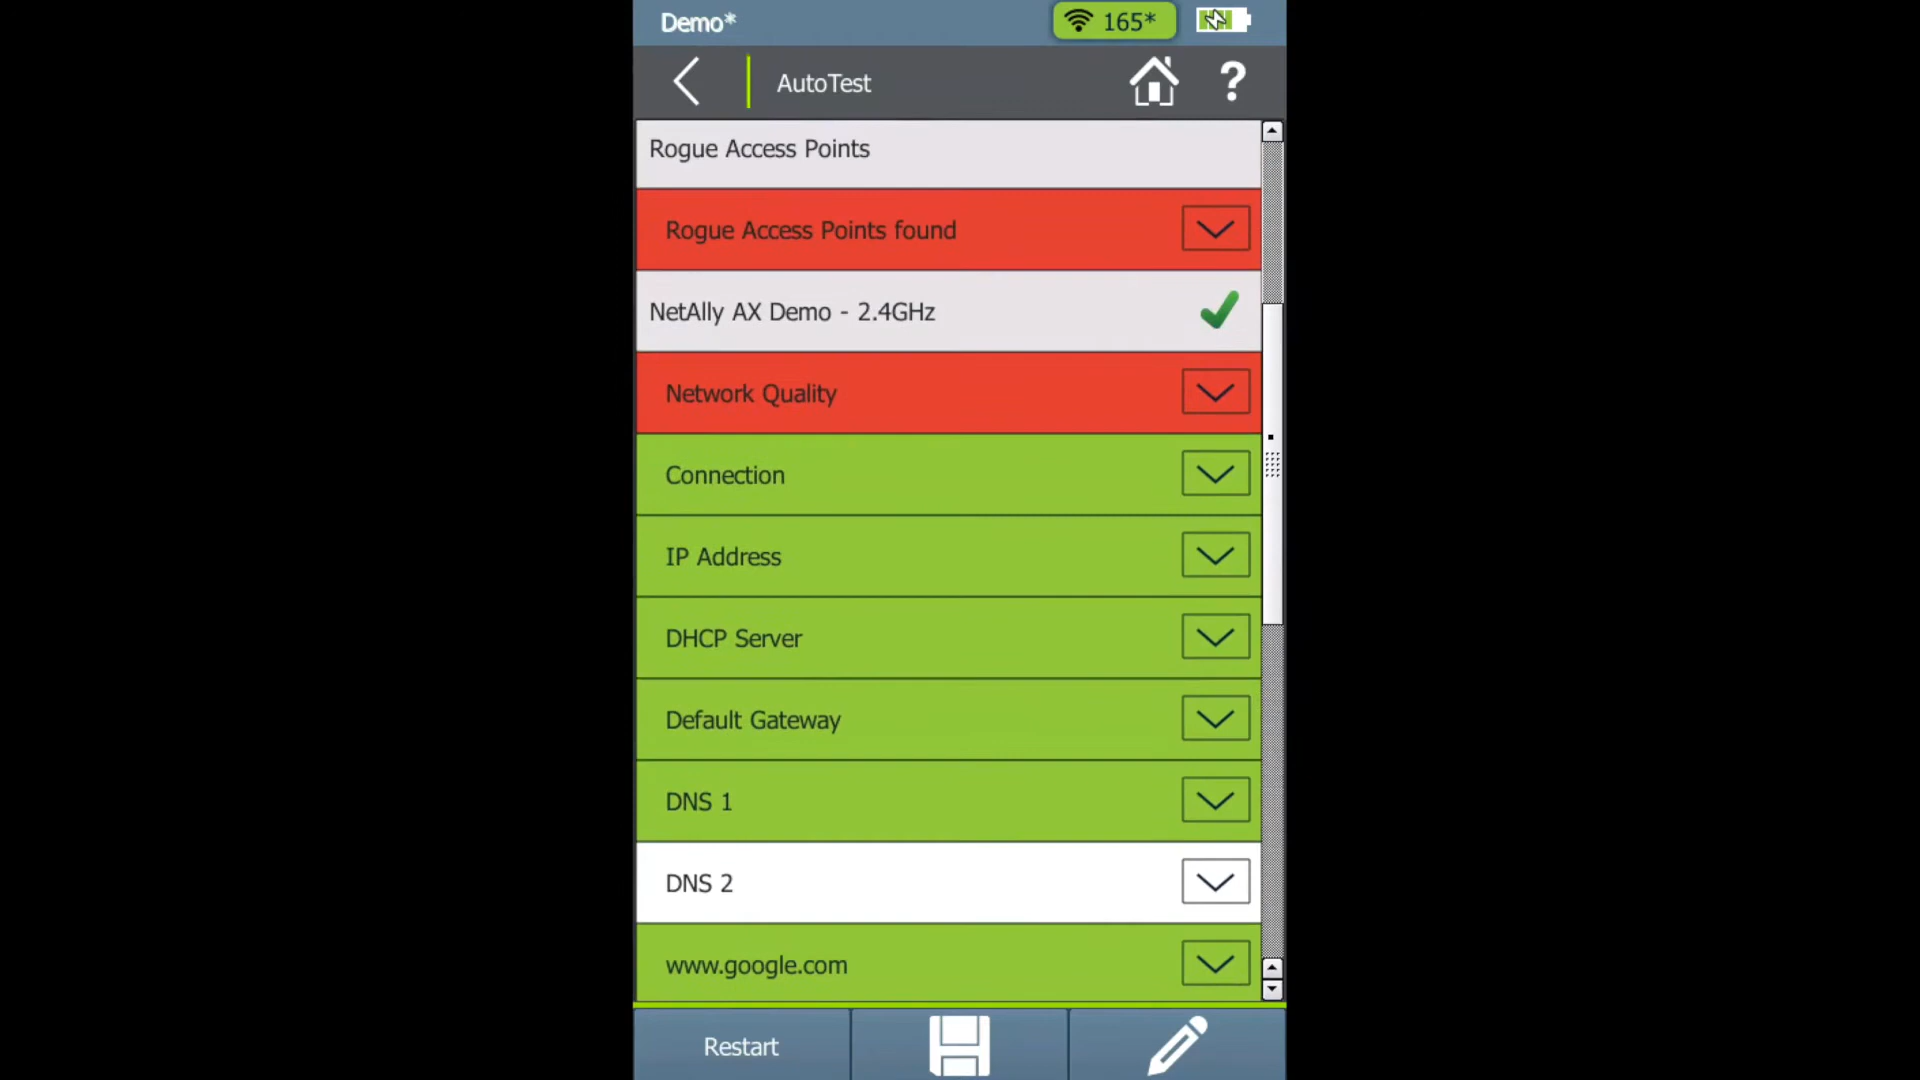 Demo*
165*
AutoTest
?
Rogue Access Points
Rogue Access Points found
NetAlly AX Demo - 2.4GHz
Network Quality
Connection
IP Address
DHCP Server
Default Gateway
DNS 1
DNS 2
www.google.com
Restart